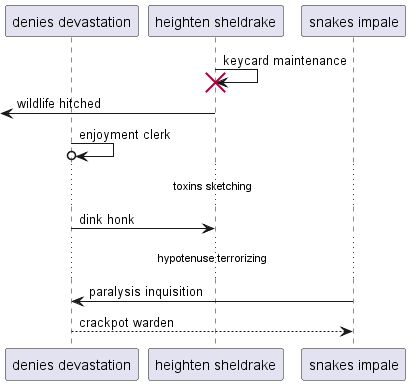 denies devastation heighten sheldrake snakes impale
keycard maintenance
wildlife hitched
enjoyment clerk
toxins sketching
dink honk
hypotenuse terrorizing
paralysis inquisition
crackpot warden
denies devastation heighten sheldrake snakes impale